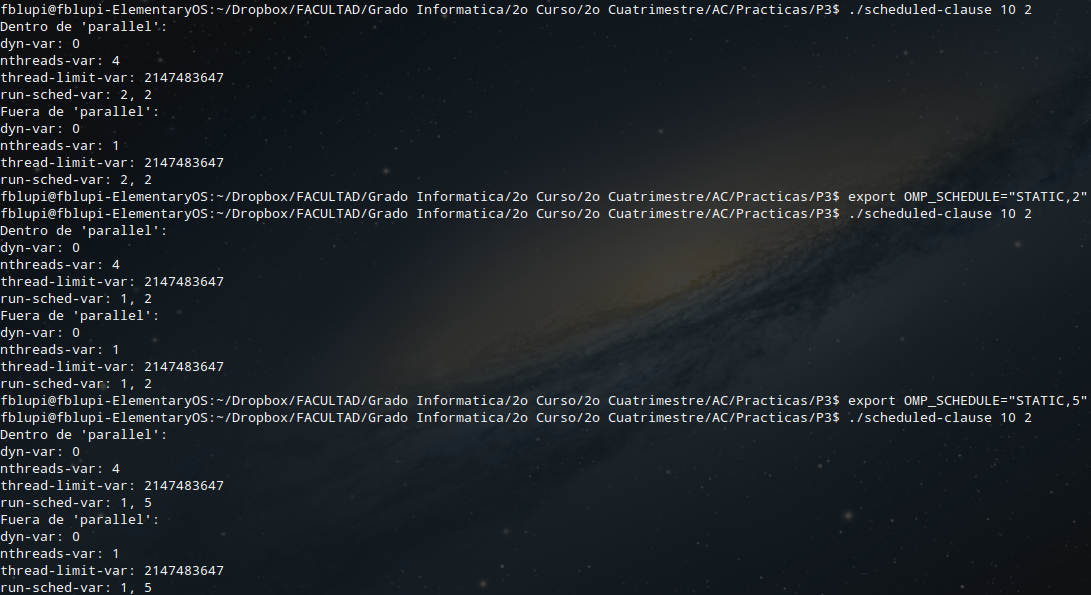 fblupi@fblupi-ElementaryOS:~/Dropbox/FACULTAD/Grado Informatica/2o Curso/2o Cuatrimestre/AC/Practicas/P3$ ./scheduled-clause 10 2
Dentro de 'parallel':
dyn-var: 0
nthreads-var: 4
thread-limit-var: 2147483647
run-sched-var: 2, 2
Fuera de 'parallel':
dyn-var: 0
nthreads-var: 1
thread-limit-var: 2147483647
run-sched-var: 2, 2
fblupi@fblupi-ElementaryOS:~/Dropbox/FACULTAD/Grado Informatica/2o Curso/2o Cuatrimestre/AC/Practicas/P3$ export OMP_SCHEDULE="STATIC,2"
fblupi@fblupi-ElementaryOS:~/Dropbox/FACULTAD/Grado Informatica/2o Curso/2o Cuatrimestre/AC/Practicas/P3$ ./scheduled-clause 10 2
Dentro de 'parallel':
dyn-var: 0
nthreads-var: 4
thread-limit-var: 2147483647
run-sched-var: 1, 2
Fuera de 'parallel':
dyn-var: 0
nthreads-var: 1
thread-limit-var: 2147483647
run-sched-var: 1, 2
fblupi@fblupi-ElementaryOS:~/Dropbox/FACULTAD/Grado Informatica/2o Curso/2o Cuatrimestre/AC/Practicas/P3$ export OMP_SCHEDULE="STATIC,5"
fblupi@fblupi-ElementaryOS:~/Dropbox/FACULTAD/Grado Informatica/2o Curso/2o Cuatrimestre/AC/Practicas/P3$ ./scheduled-clause 10 2
Dentro de 'parallel':
dyn-var: 0
nthreads-var: 4
thread-limit-var: 2147483647
run-sched-var: 1, 5
Fuera de 'parallel':
dyn-var: 0
nthreads-var: 1
thread-limit-var: 2147483647
run-sched-var: 1, 5